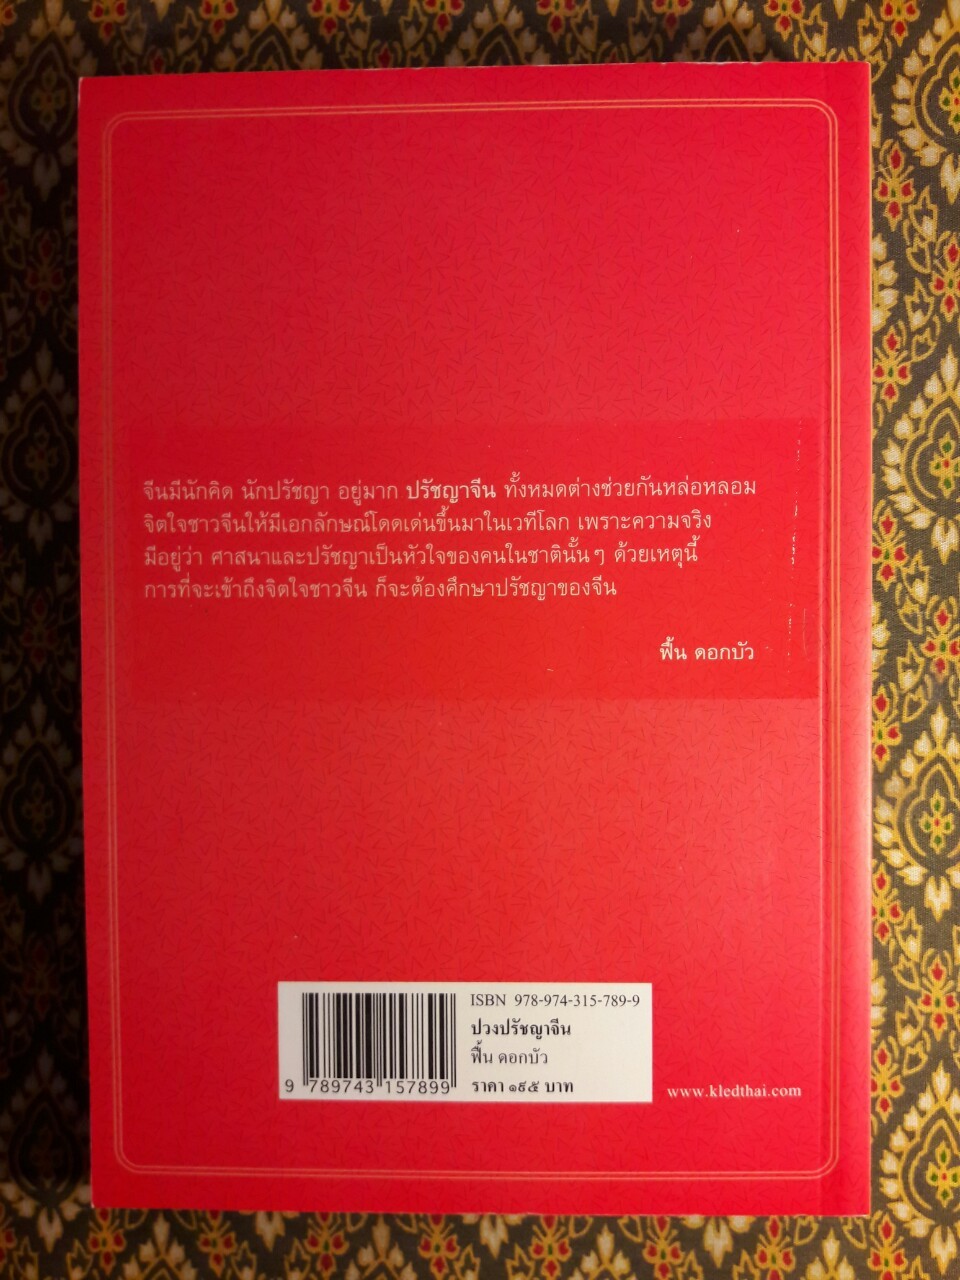 จีนมีนักคิด นักปรัชญา อยู่มาก ปรัชญาจีน ทั้งหมดต่างช่วยกันหล่อหลอม
จิตใจชาวจีนให้มีเอกลักษณ์โดดเด่นขึ้นมาในเวทีโลก เพราะความจริง
มีอยู่ว่า ศาสนาและปรัชญาเป็นหัวใจของคนในชาตินั้นๆ ด้วยเหตุนี้
การที่จะเข้าถึงจิตใจชาวจีน ก็จะต้องศึกษาปรัชญาของจีน
ฟื้น ดอกบัว
ISBN 978-974-315-789-9
ปวงปรัชญาจีน
ฟื้น ดอกบัว
ราคา ๑๙๕ บาท
9 789743 157899
www.kledthai.com